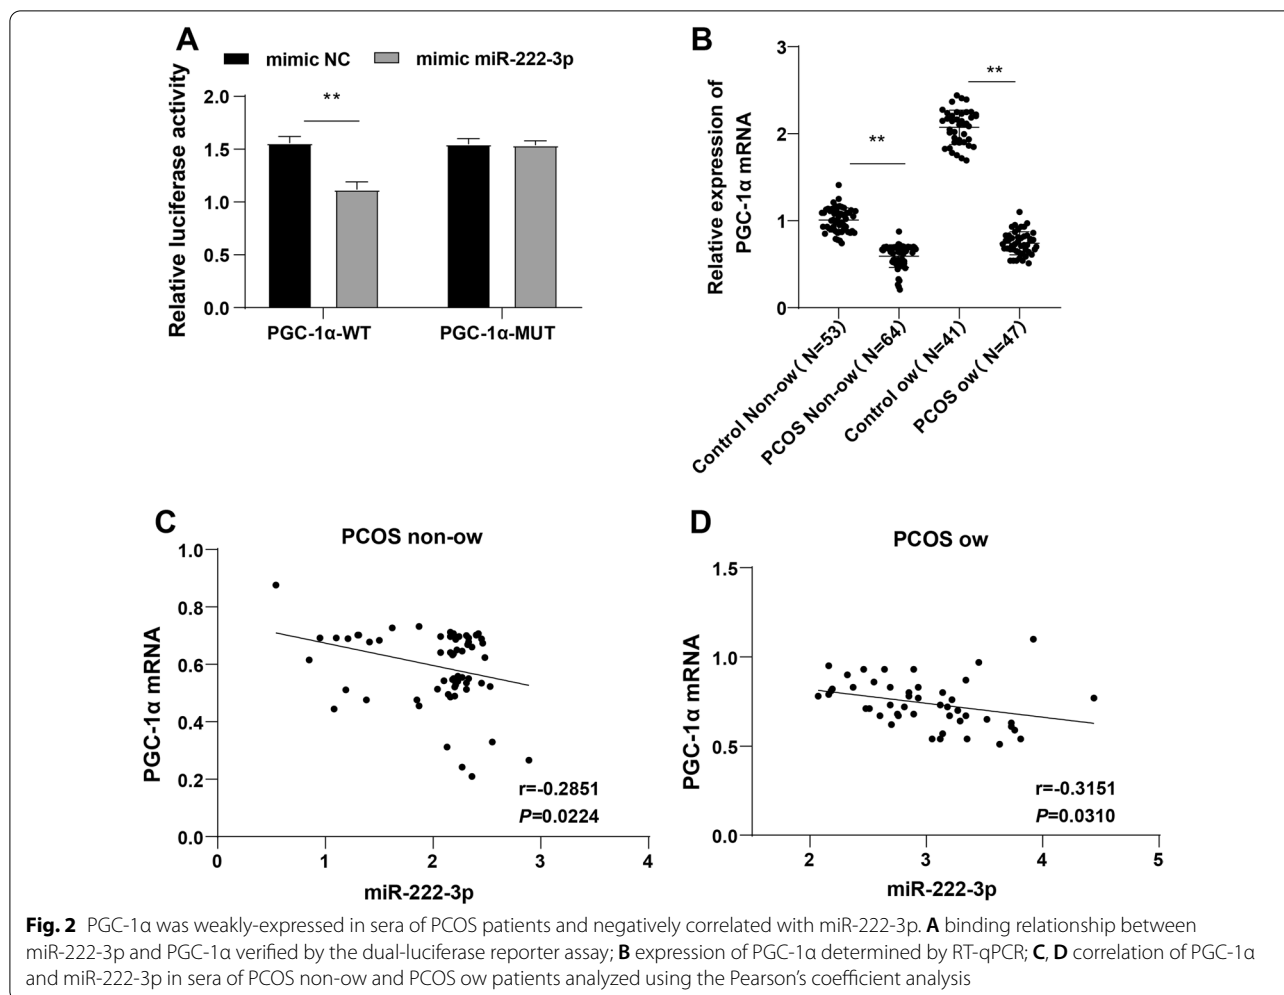 A
mimic NC
mimic miR-222-3p
Relative luciferase activity
2.0
1.5
1.0
0.5
0.0
**
PGC-1α-WT
PGC-1α-MUT
B
Relative expression of
PGC-1α mRNA
3
2
1
0
**
**
Control Non-ow( N=53)
PCOS Non-ow( N=64)
Control ow( N=41)
PCOS ow( N=47)
C
PCOS non-ow
PGC-1α mRNA
1.0
0.8
0.6
0.4
0.2
0.0
r=-0.2851
P=0.0224
0
1
2
3
4
miR-222-3p
D
PCOS ow
PGC-1α mRNA
1.5
1.0
0.5
0.0
r=-0.3151
P=0.0310
2
3
4
5
miR-222-3p
Fig. 2 PGC-1α was weakly-expressed in sera of PCOS patients and negatively correlated with miR-222-3p. A binding relationship between
miR-222-3p and PGC-1α verified by the dual-luciferase reporter assay; B expression of PGC-1α determined by RT-qPCR; C, D correlation of PGC-1α
and miR-222-3p in sera of PCOS non-ow and PCOS ow patients analyzed using the Pearson's coefficient analysis